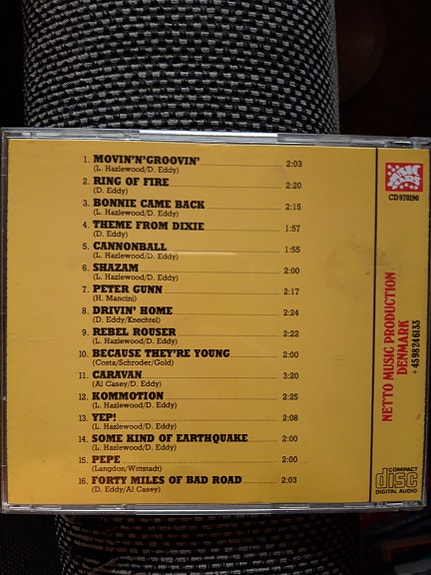 1. MOVIN'N'GROOVIN' 2:03
(L. Hazlewood/D. Eddy)
2. RING OF FIRE 2:20
(D. Eddy)
3. BONNIE CAME BACK 2:15
(L. Hazlewood/D. Eddy)
4. THEME FROM DIXIE 1:57
(D. Eddy)
5. CANNONBALL 1:55
(L. Hazlewood/D. Eddy)
6. SHAZAM 2:00
(L. Hazlewood/D. Eddy)
7. PETER GUNN 2:17
(H. Mancini)
8. DRIVIN' HOME 2:24
(D. Eddy/Knechtel)
9. REBEL ROUSER 2:22
(L. Hazlewood/D. Eddy)
10. BECAUSE THEY'RE YOUNG 2:00
(Costa/Schroder/Gold)
11. CARAVAN 3:20
(Al Casey/D. Eddy)
12. KOMMOTION 2:25
(L. Hazlewood/D. Eddy)
13. YEP! 2:08
(L. Hazlewood/D. Eddy)
14. SOME KIND OF EARTHQUAKE 2:00
(L. Hazlewood/D. Eddy)
15. PEPE 2:00
(Langdon/Wittstadt)
16. FORTY MILES OF BAD ROAD 2:03
(D. Eddy/Al Casey)
CD 978190
NETTO MUSIC PRODUCTION
DENMARK
+ 45 98 24 61 33
COMPACT
disc
DIGITAL AUDIO